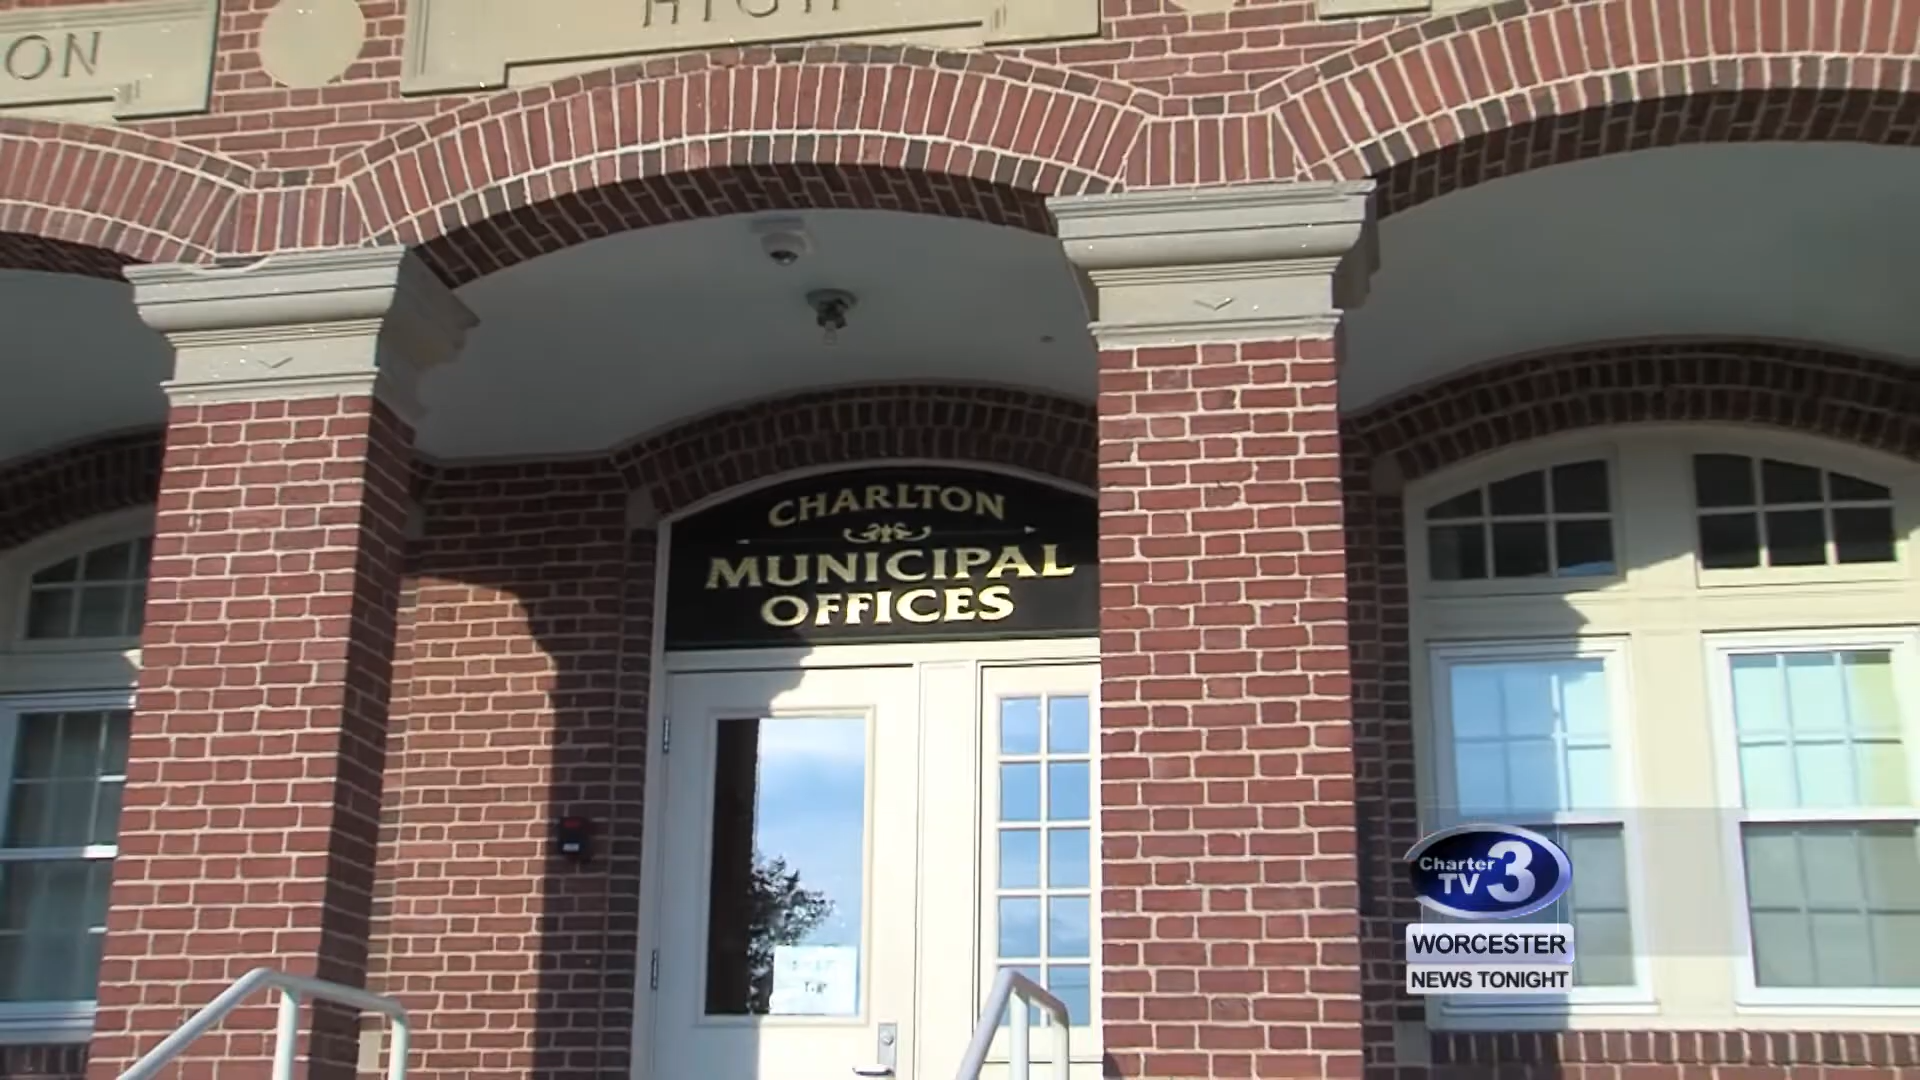 ON
HIGH
CHARLTON
MUNICIPAL
OFFICES
Charter
TV3
WORCESTER
NEWS TONIGHT